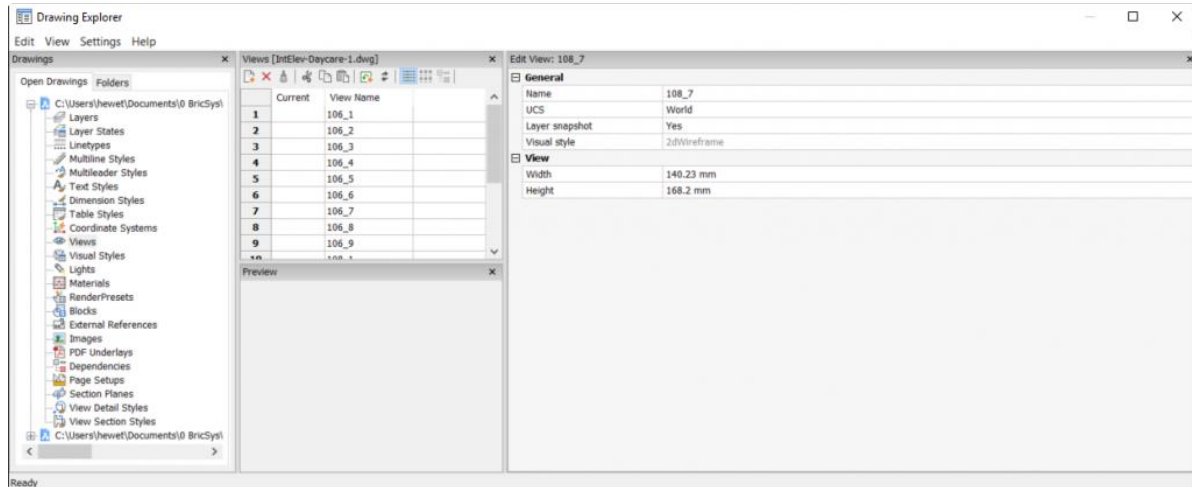 Drawing Explorer
Edit View Settings Help
Drawings
Open Drawings Folders
C:\Users\hewet\Documents\0 BricSys\
Layers
Layer States
Linetypes
Multiline Styles
Multileader Styles
Text Styles
Dimension Styles
Table Styles
Coordinate Systems
Views
Visual Styles
Lights
Materials
RenderPresets
Blocks
External References
Images
PDF Underlays
Dependencies
Page Setups
Section Planes
View Detail Styles
View Section Styles
C:\Users\hewet\Documents\0 BricSys\
Views [IntElev-Daycare-1.dwg]
Current View Name
1 106_1
2 106_2
3 106_3
4 106_4
5 106_5
6 106_6
7 106_7
8 106_8
9 106_9
10 108_1
Preview
Edit View: 108_7
General
Name 108_7
UCS World
Layer snapshot Yes
Visual style 2dWireframe
View
Width 140.23 mm
Height 168.2 mm
Ready